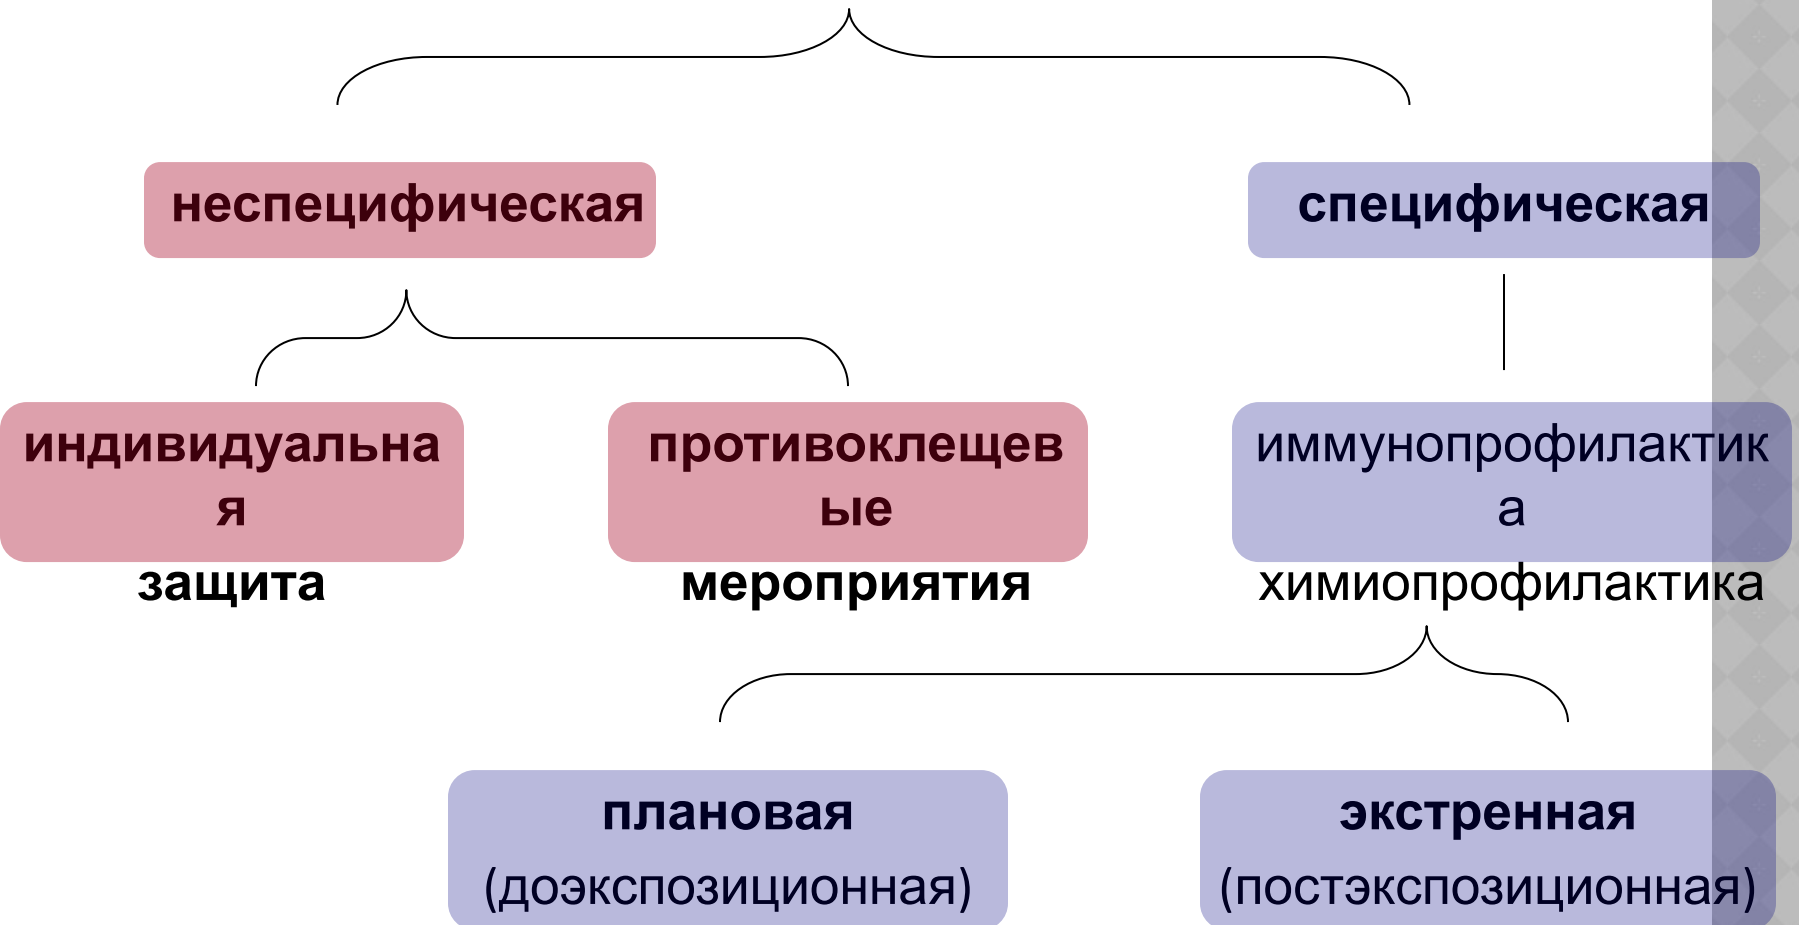 неспецифическая
специфическая
индивидуальна
я
защита
противоклещев
ые
мероприятия
иммунопрофилактик
а
химиопрофилактика
плановая
(доэкспозиционная)
экстренная
(постэкспозиционная)